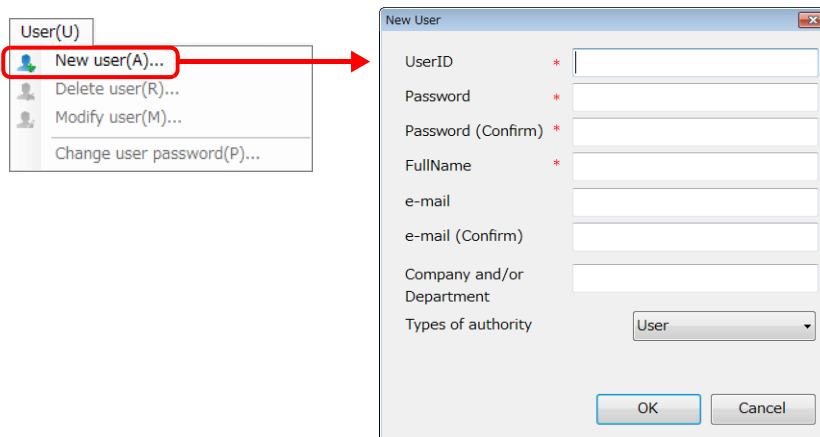 User(U)
New user(A)...
Delete user(R)...
Modify user(M)...
Change user password(P)...
New User
UserID *
Password *
Password (Confirm) *
FullName *
e-mail
e-mail (Confirm)
Company and/or
Department
Types of authority User
OK Cancel